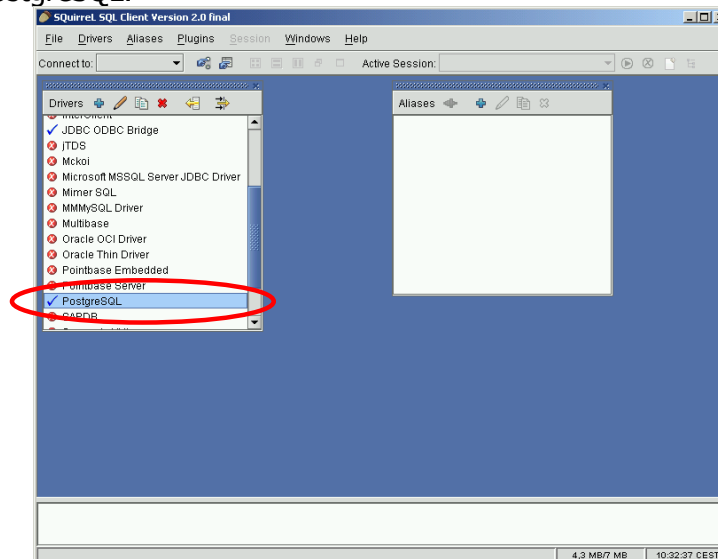 SQuirreL SQL Client Version 2.0 final
File Drivers Aliases Plugins Session Windows Help
Connect to: Active Session:
Drivers Aliases
JDBC ODBC Bridge
jTDS
Mckoi
Microsoft MSSQL Server JDBC Driver
Mimer SQL
MMMySQL Driver
Multibase
Oracle OCI Driver
Oracle Thin Driver
Pointbase Embedded
Pointbase Server
PostgreSQL
SAPDB
4,3 MB/7 MB 10:32:37 CEST